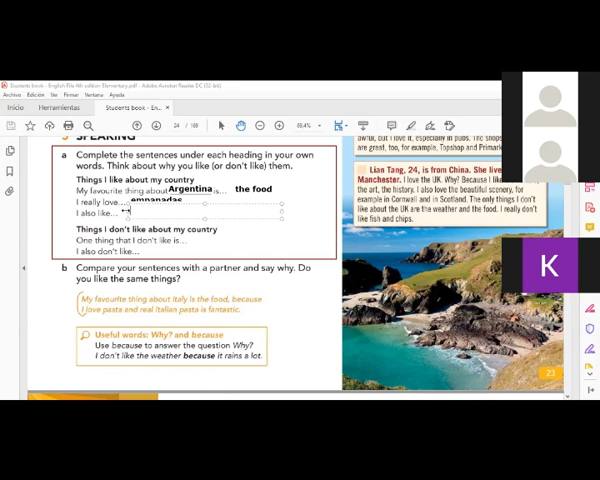 Students book - English File 4th edition Elementary.pdf - Adobe Acrobat Reader DC (32-bit)
Archivo Edición Ver Firmar Ventana Ayuda
Inicio Herramientas Students book - En... ×
24 / 169 89,4%
SPEAKING
a Complete the sentences under each heading in your own
words. Think about why you like (or don't like) them.
Things I like about my country
My favourite thing about Argentina is... the food
I really love... empanadas
I also like...
Things I don't like about my country
One thing that I don't like is...
I also don't like...
b Compare your sentences with a partner and say why. Do
you like the same things?
My favourite thing about Italy is the food, because
I love pasta and real Italian pasta is fantastic.
Useful words: Why? and because
Use because to answer the question Why?
I don't like the weather because it rains a lot.
awful, but I love it, especially in pubs. The shops
are great, too, for example, Topshop and Primark
Lian Tang, 24, is from China. She live
Manchester. I love the UK. Why? Because I like
the art, the history. I also love the beautiful scenery, for
example in Cornwall and in Scotland. The only things I don't
like about the UK are the weather and the food. I really don't
like fish and chips.
K
23